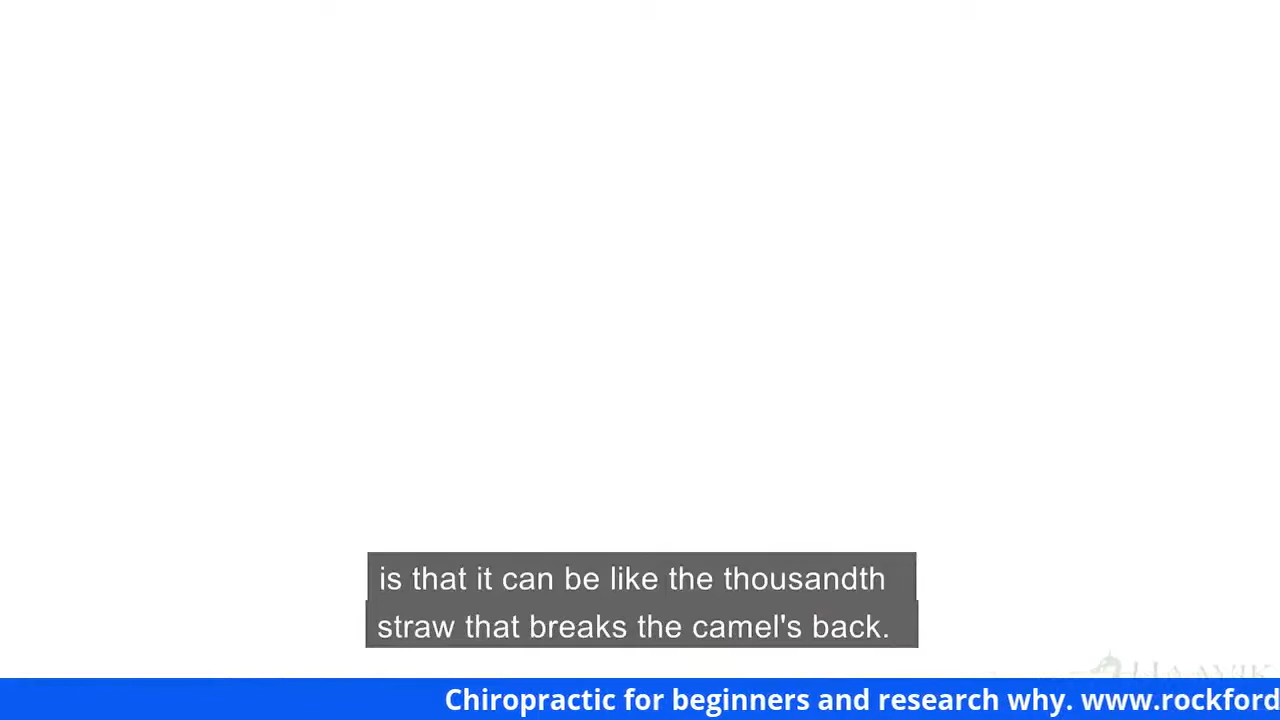 is that it can be like the thousandth
straw that breaks the camel's back.
Chiropractic for beginners and research why. www.rockford